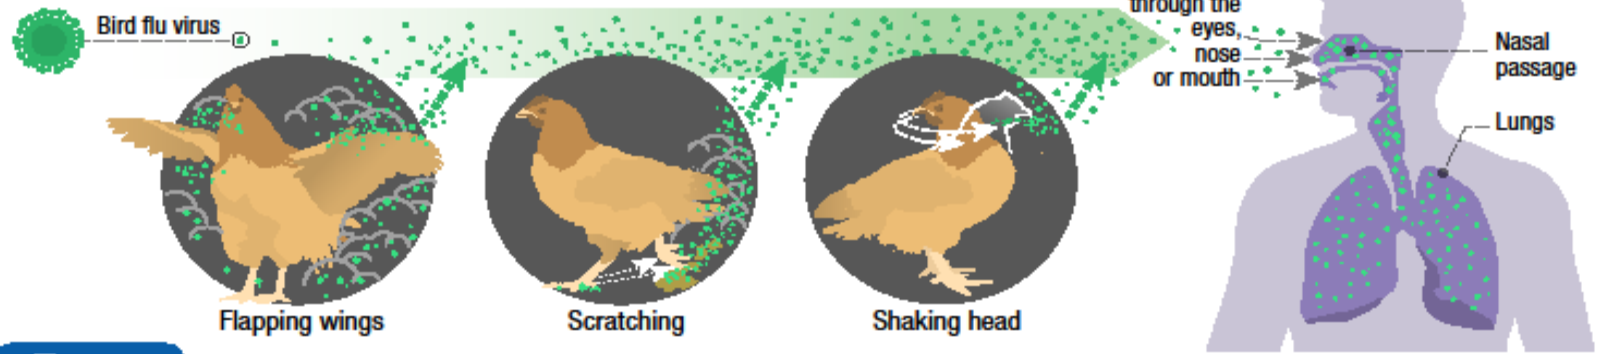 Bird flu virus
through the
eyes,
nose
or mouth
Nasal
passage
Lungs
Flapping wings
Scratching
Shaking head